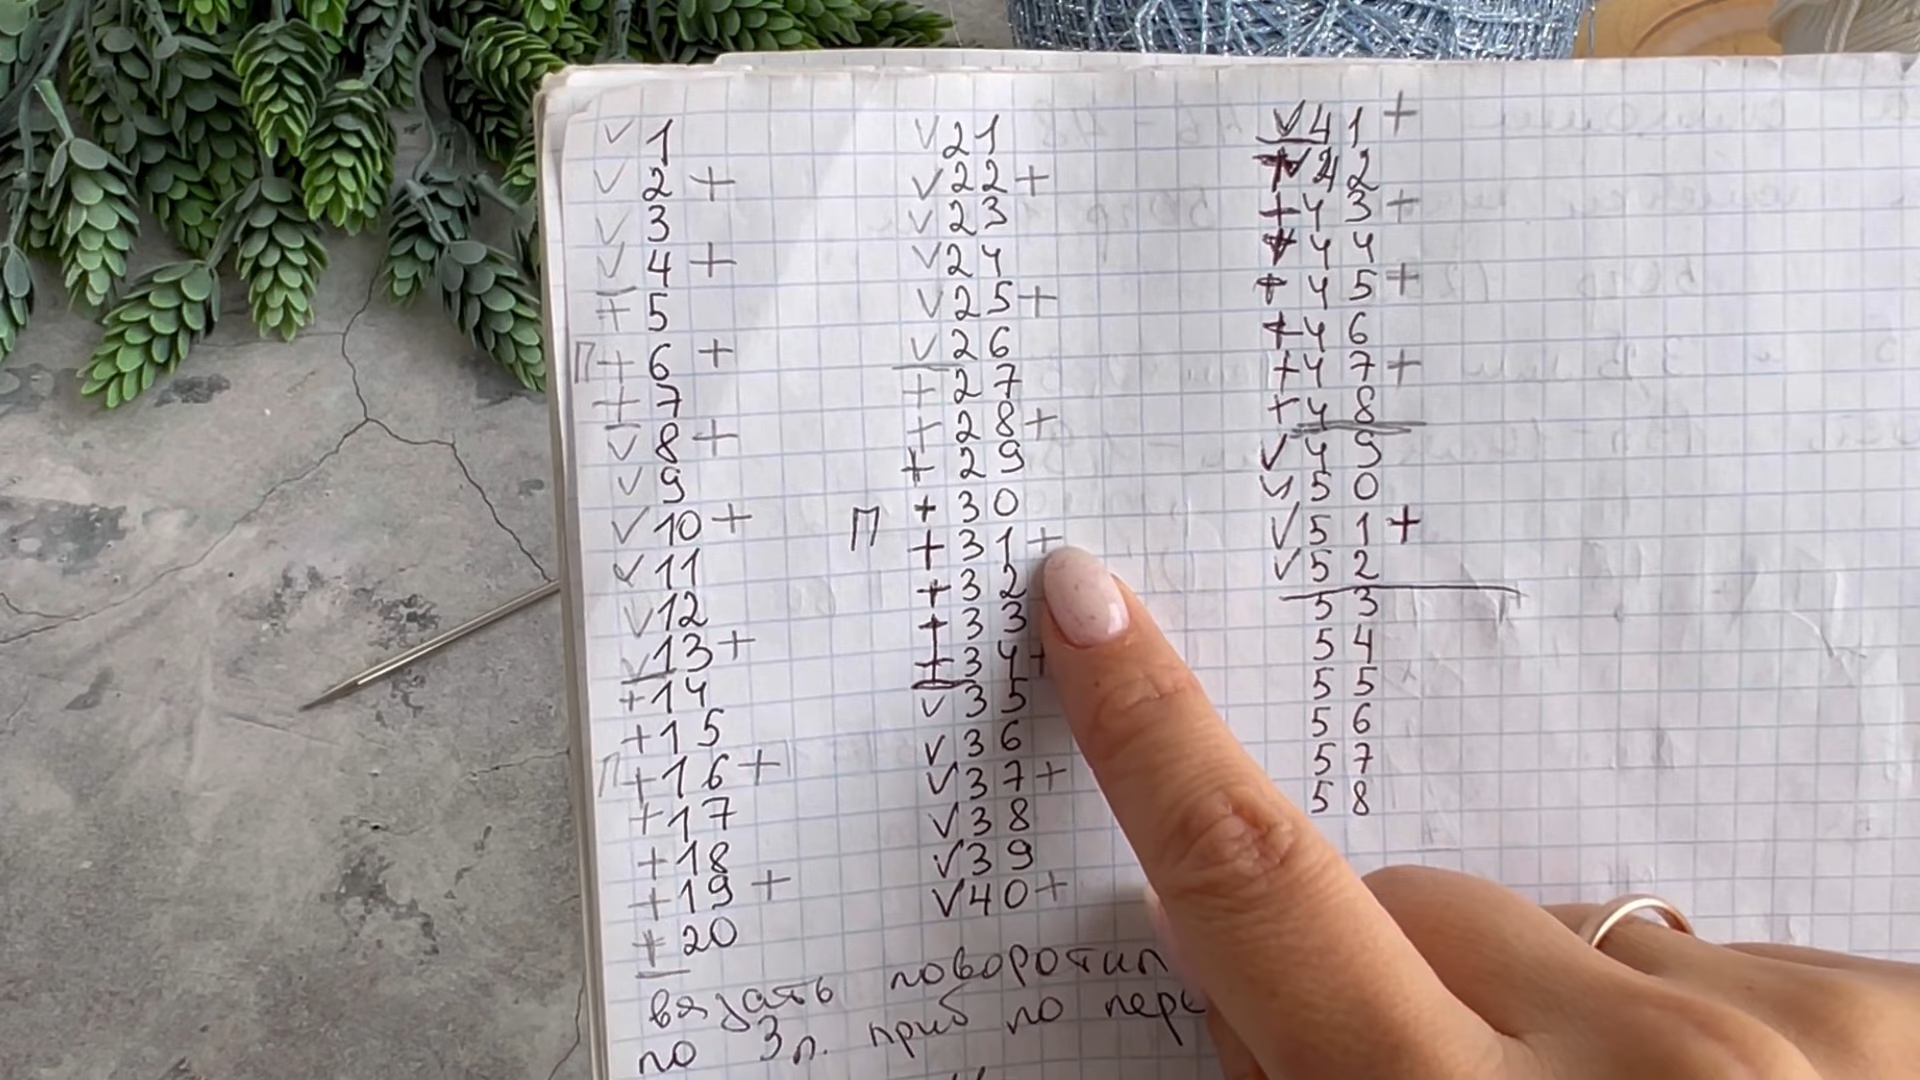 ✓ 1
✓ 2 +
✓ 3
✓ 4 +
+ 5
П + 6 +
+ 7
✓ 8 +
✓ 9
✓ 10 +
✓ 11
✓ 12
✓ 13 +
+ 14
+ 15
П + 16 +
+ 17
+ 18
+ 19 +
+ 20
✓ 21
✓ 22 +
✓ 23
✓ 24
✓ 25 +
✓ 26
+ 27
+ 28 +
+ 29
+ 30
П + 31 +
+ 32
+ 33
+ 34 +
✓ 35
✓ 36
✓ 37 +
✓ 38
✓ 39
✓ 40 +
✓ 41 +
+ 42
+ 43 +
+ 44
+ 45 +
+ 46
+ 47 +
+ 48
✓ 49
✓ 50
✓ 51 +
✓ 52
53
54
55
56
57
58
вязать поворотн
по 3 п. приб по пере